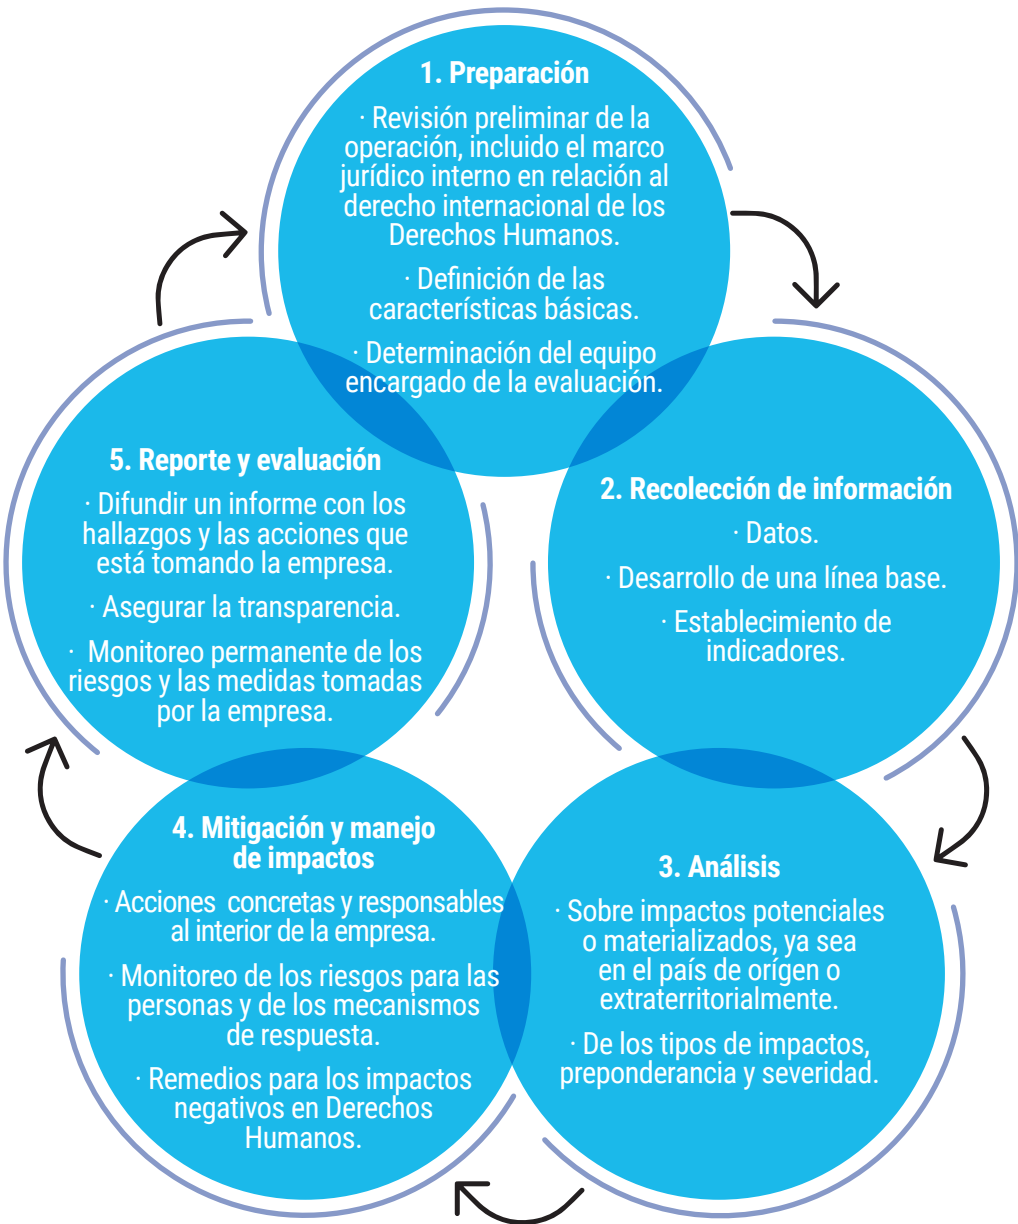 1. Preparación
· Revisión preliminar de la
operación, incluido el marco
jurídico interno en relación al
derecho internacional de los
Derechos Humanos.
· Definición de las
características básicas.
· Determinación del equipo
encargado de la evaluación.
2. Recolección de información
· Datos.
· Desarrollo de una línea base.
· Establecimiento de
indicadores.
3. Análisis
· Sobre impactos potenciales
o materializados, ya sea
en el país de orígen o
extraterritorialmente.
· De los tipos de impactos,
preponderancia y severidad.
4. Mitigación y manejo
de impactos
· Acciones  concretas y responsables
al interior de la empresa.
· Monitoreo de los riesgos para las
personas y de los mecanismos
de respuesta.
· Remedios para los impactos
negativos en Derechos
Humanos.
5. Reporte y evaluación
· Difundir un informe con los
hallazgos y las acciones que
está tomando la empresa.
· Asegurar la transparencia.
·  Monitoreo permanente de los
riesgos y las medidas tomadas
por la empresa.